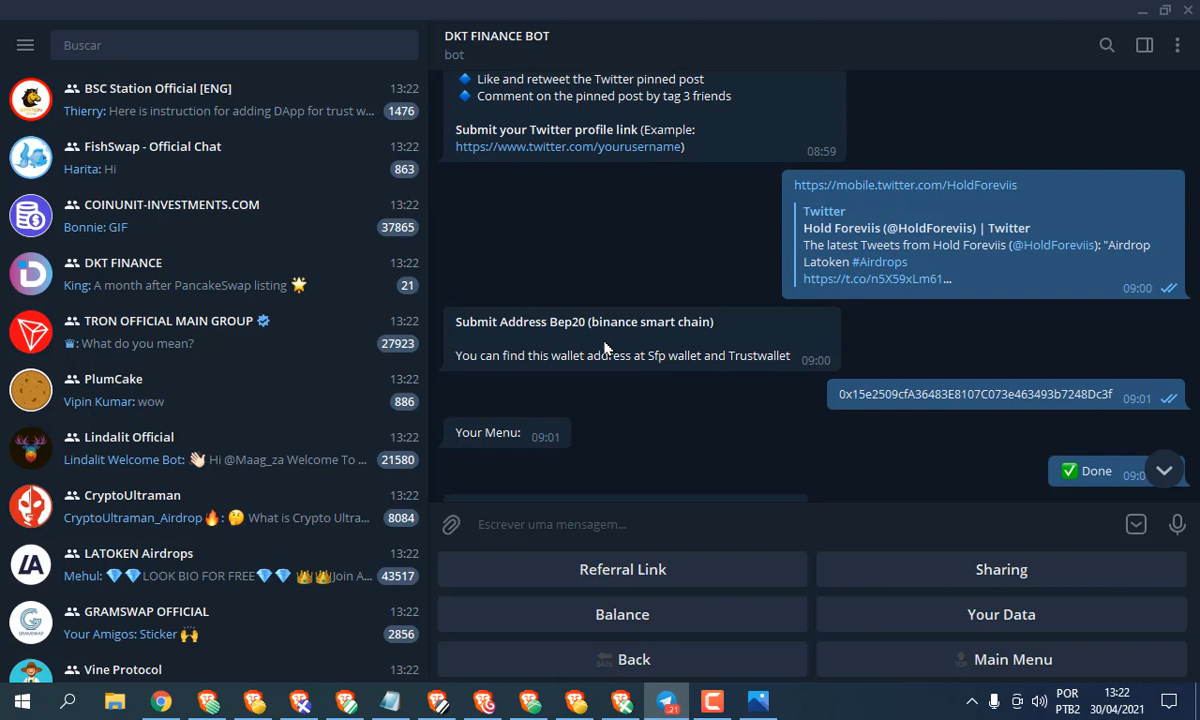 Buscar
BSC Station Official [ENG] 13:22
Thierry: Here is instruction for adding DApp for trust w... 1476
FishSwap - Official Chat 13:22
Harita: Hi 863
COINUNIT-INVESTMENTS.COM 13:22
Bonnie: GIF 37865
DKT FINANCE 13:22
King: A month after PancakeSwap listing 🌟 21
TRON OFFICIAL MAIN GROUP 13:22
♛: What do you mean? 27923
PlumCake 13:22
Vipin Kumar: wow 886
Lindalit Official 13:22
Lindalit Welcome Bot: 👋🏻 Hi @Maag_za Welcome To ... 21580
CryptoUltraman 13:22
CryptoUltraman_Airdrop🔥: 🤔 What is Crypto Ultra... 8084
LATOKEN Airdrops 13:22
Mehul: 💎💎LOOK BIO FOR FREE💎💎 👑👑Join A... 43517
GRAMSWAP OFFICIAL 13:22
Your Amigos: Sticker 🙌 2856
Vine Protocol 13:22
DKT FINANCE BOT
bot
🔷 Like and retweet the Twitter pinned post
🔷 Comment on the pinned post by tag 3 friends
Submit your Twitter profile link (Example:
https://www.twitter.com/yourusername)
08:59
https://mobile.twitter.com/HoldForeviis
Twitter
Hold Foreviis (@HoldForeviis) | Twitter
The latest Tweets from Hold Foreviis (@HoldForeviis): "Airdrop
Latoken #Airdrops
https://t.co/n5X59xLm61...
09:00
Submit Address Bep20 (binance smart chain)
You can find this wallet address at Sfp wallet and Trustwallet 09:00
0x15e2509cfA36483E8107C073e463493b7248Dc3f 09:01
Your Menu: 09:01
✅ Done 09:0
Escrever uma mensagem...
Referral Link Sharing
Balance Your Data
🔙 Back 🔝 Main Menu
21
POR
PTB2
13:22
30/04/2021